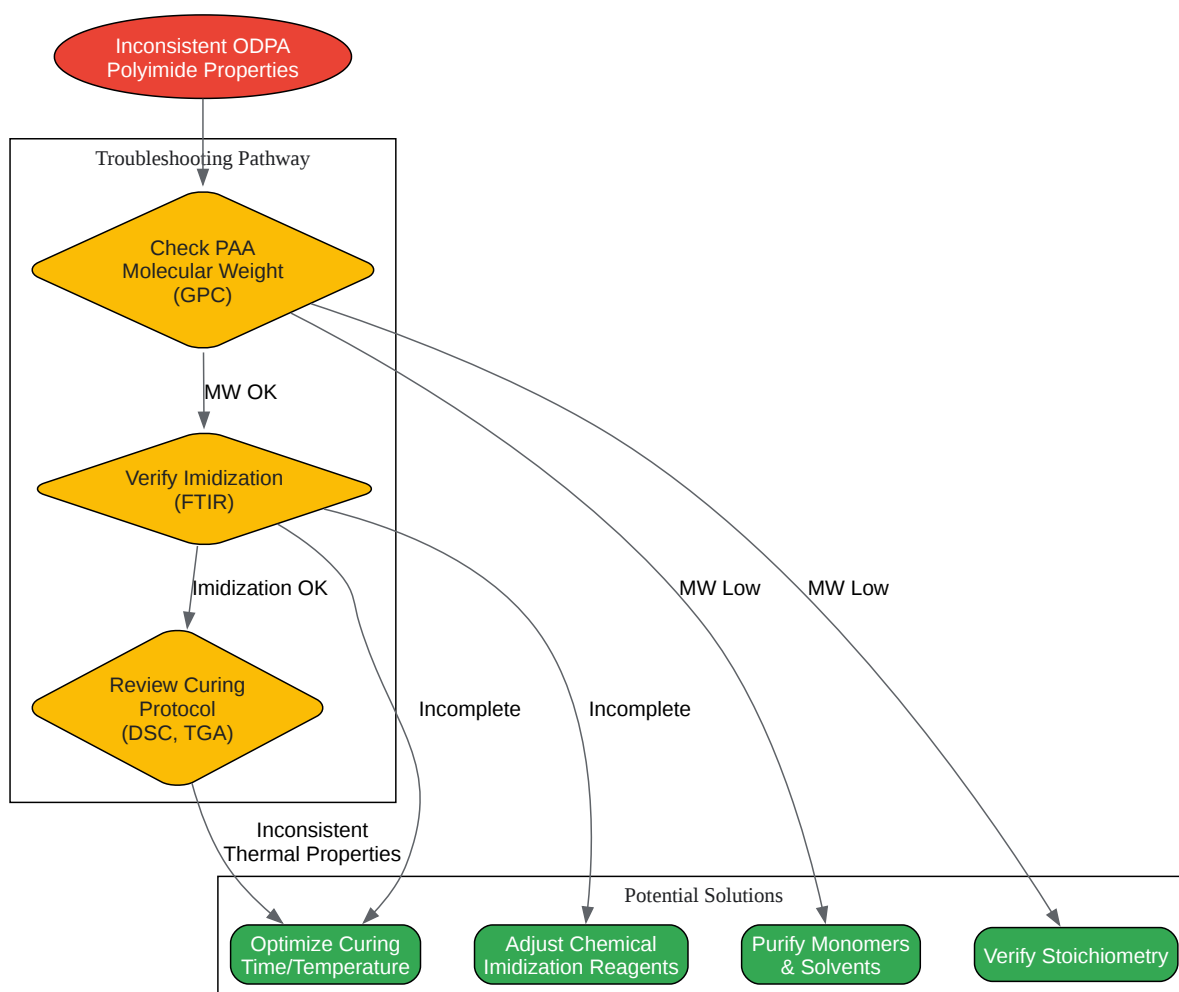 Inconsistent ODPA
Polyimide Properties
Troubleshooting Pathway
Check PAA
Molecular Weight
(GPC)
MW OK
Verify Imidization
(FTIR)
Imidization OK
MW Low
MW Low
Review Curing
Protocol
(DSC, TGA)
Incomplete
Incomplete
Inconsistent
Thermal Properties
Potential Solutions
Optimize Curing
Time/Temperature
Adjust Chemical
Imidization Reagents
Purify Monomers
& Solvents
Verify Stoichiometry